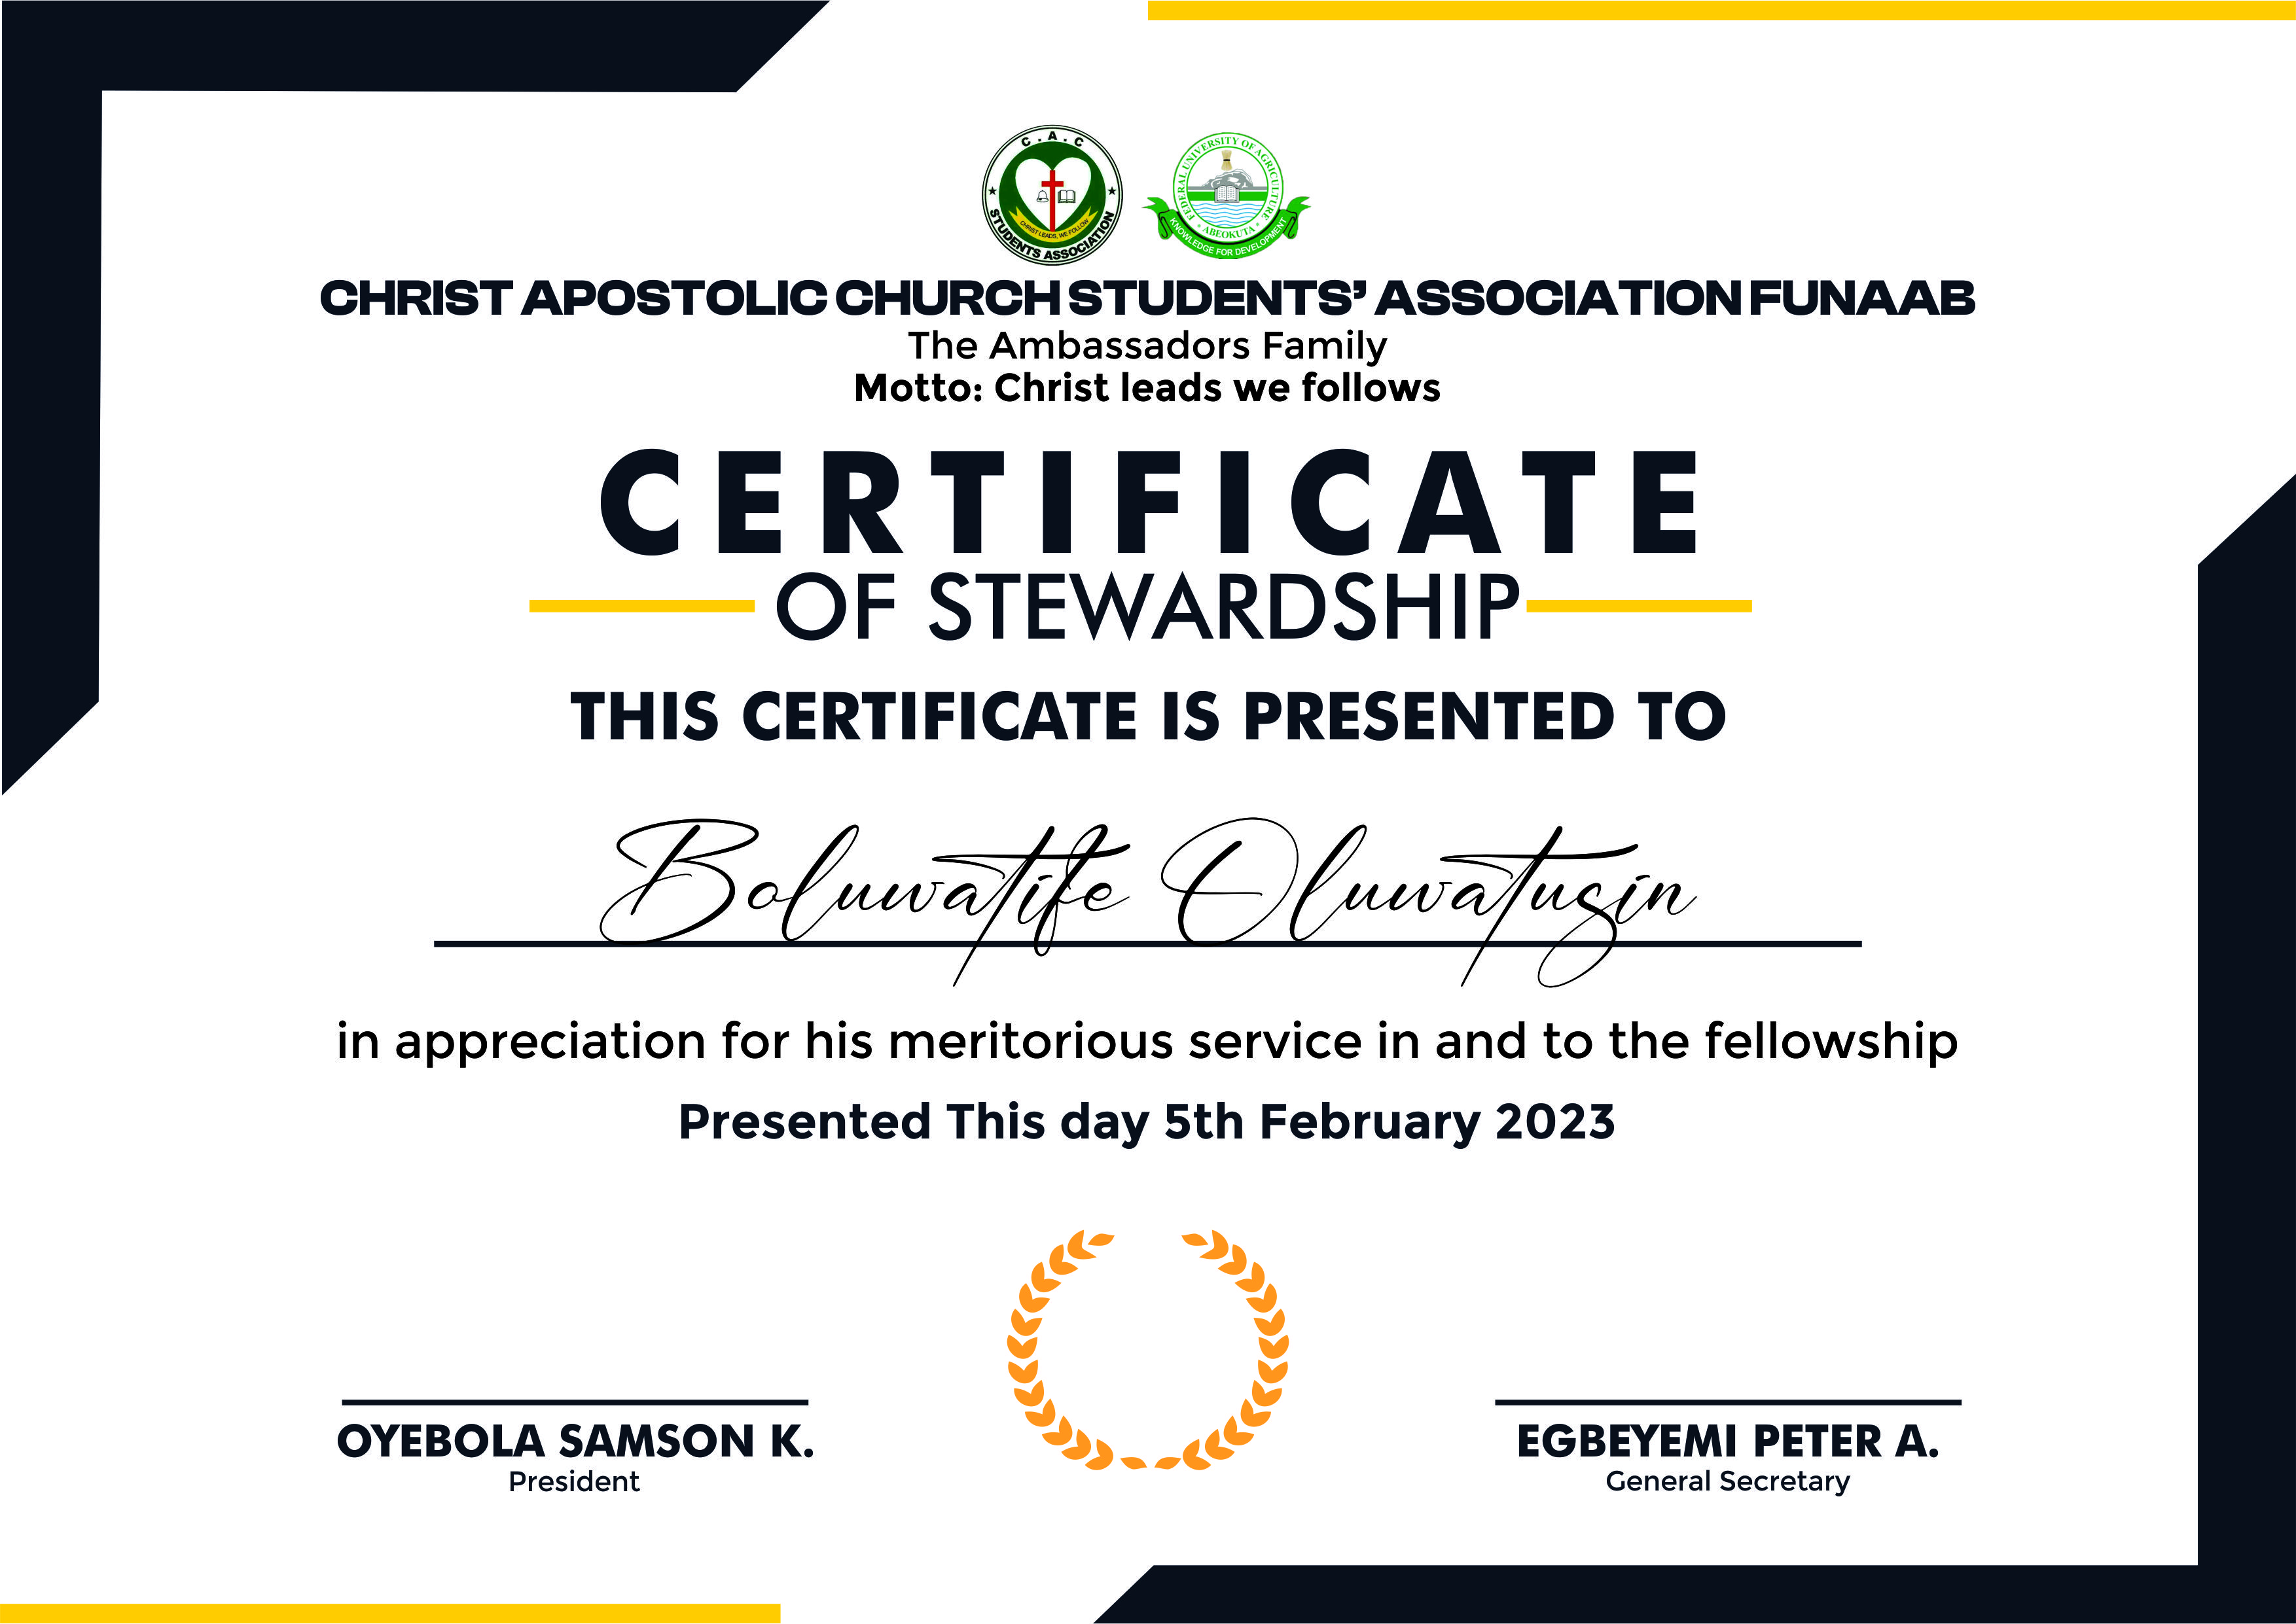 C.A.C
STUDENTS ASSOCIATION
CHRIST LEADS, WE FOLLOW
FEDERAL UNIVERSITY OF AGRICULTURE
ABEOKUTA
KNOWLEDGE FOR DEVELOPMENT
CHRIST APOSTOLIC CHURCH STUDENTS’ ASSOCIATION FUNAAB
The Ambassadors Family
Motto: Christ leads we follows
CERTIFICATE
OF STEWARDSHIP
THIS CERTIFICATE IS PRESENTED TO
Boluwatife Oluwatusin
in appreciation for his meritorious service in and to the fellowship
Presented This day 5th February 2023
OYEBOLA SAMSON K.
President
EGBEYEMI PETER A.
General Secretary